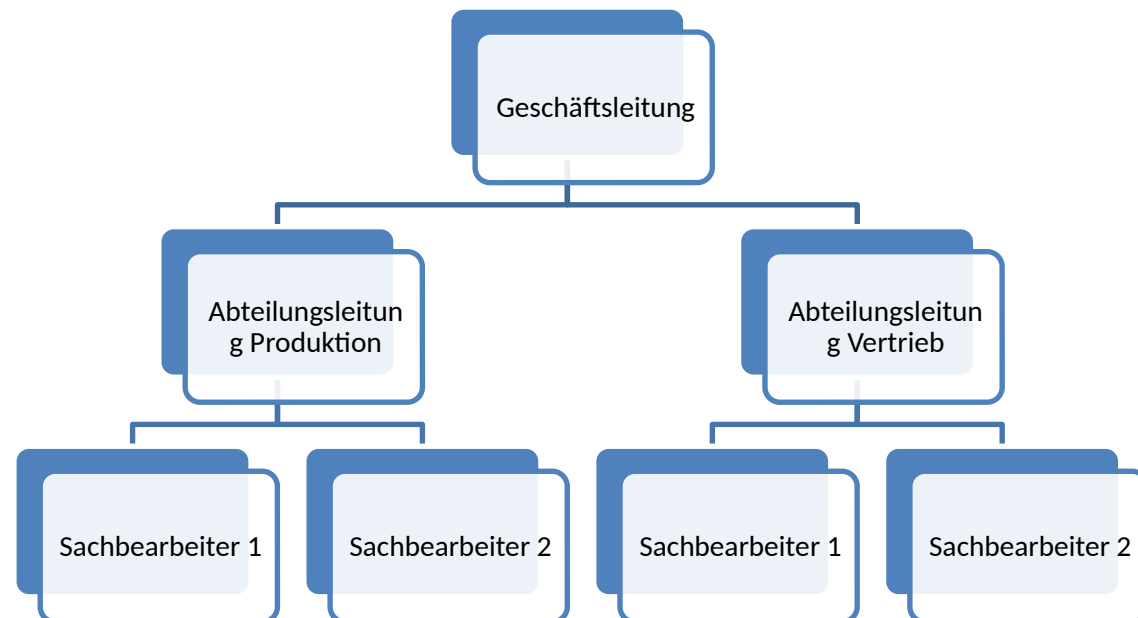 Geschäftsleitung
Abteilungsleitun
g Produktion
Abteilungsleitun
g Vertrieb
Sachbearbeiter 1
Sachbearbeiter 2
Sachbearbeiter 1
Sachbearbeiter 2